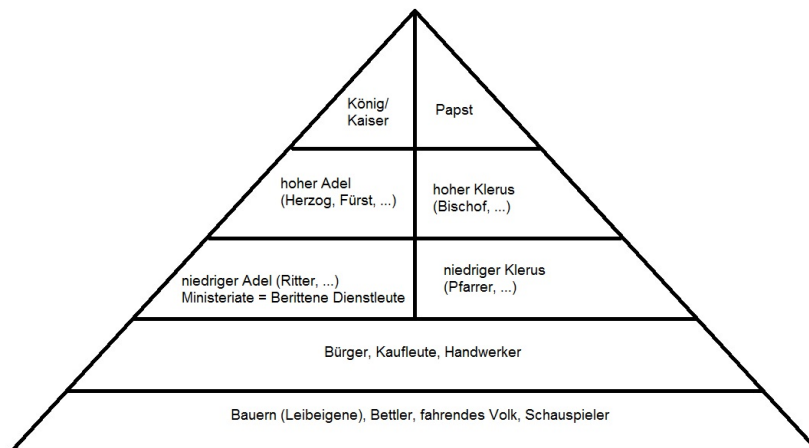 König/
Kaiser
Papst
hoher Adel
(Herzog, Fürst, ...)
hoher Klerus
(Bischof, ...)
niedriger Adel (Ritter, ...)
Ministeriate = Berittene Dienstleute
niedriger Klerus
(Pfarrer, ...)
Bürger, Kaufleute, Handwerker
Bauern (Leibeigene), Bettler, fahrendes Volk, Schauspieler